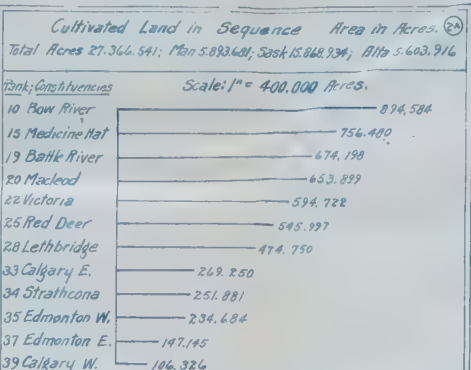 Cultivated Land in Sequence Area in Acres. 2A
Total Acres 27.366.541; Man 5.893.681; Sask 15.868.934; Alta 5.603.916
Rank; Constituencies Scale: 1" = 400.000 Acres.
10 Bow River 894.584
15 Medicine Hat 756.480
19 Battle River 674.198
20 Macleod 653.899
22 Victoria 594.722
25 Red Deer 545.997
28 Lethbridge 474.750
33 Calgary E. 269.250
34 Strathcona 251.881
35 Edmonton W. 234.684
37 Edmonton E. 147.145
39 Calgary W. 106.326